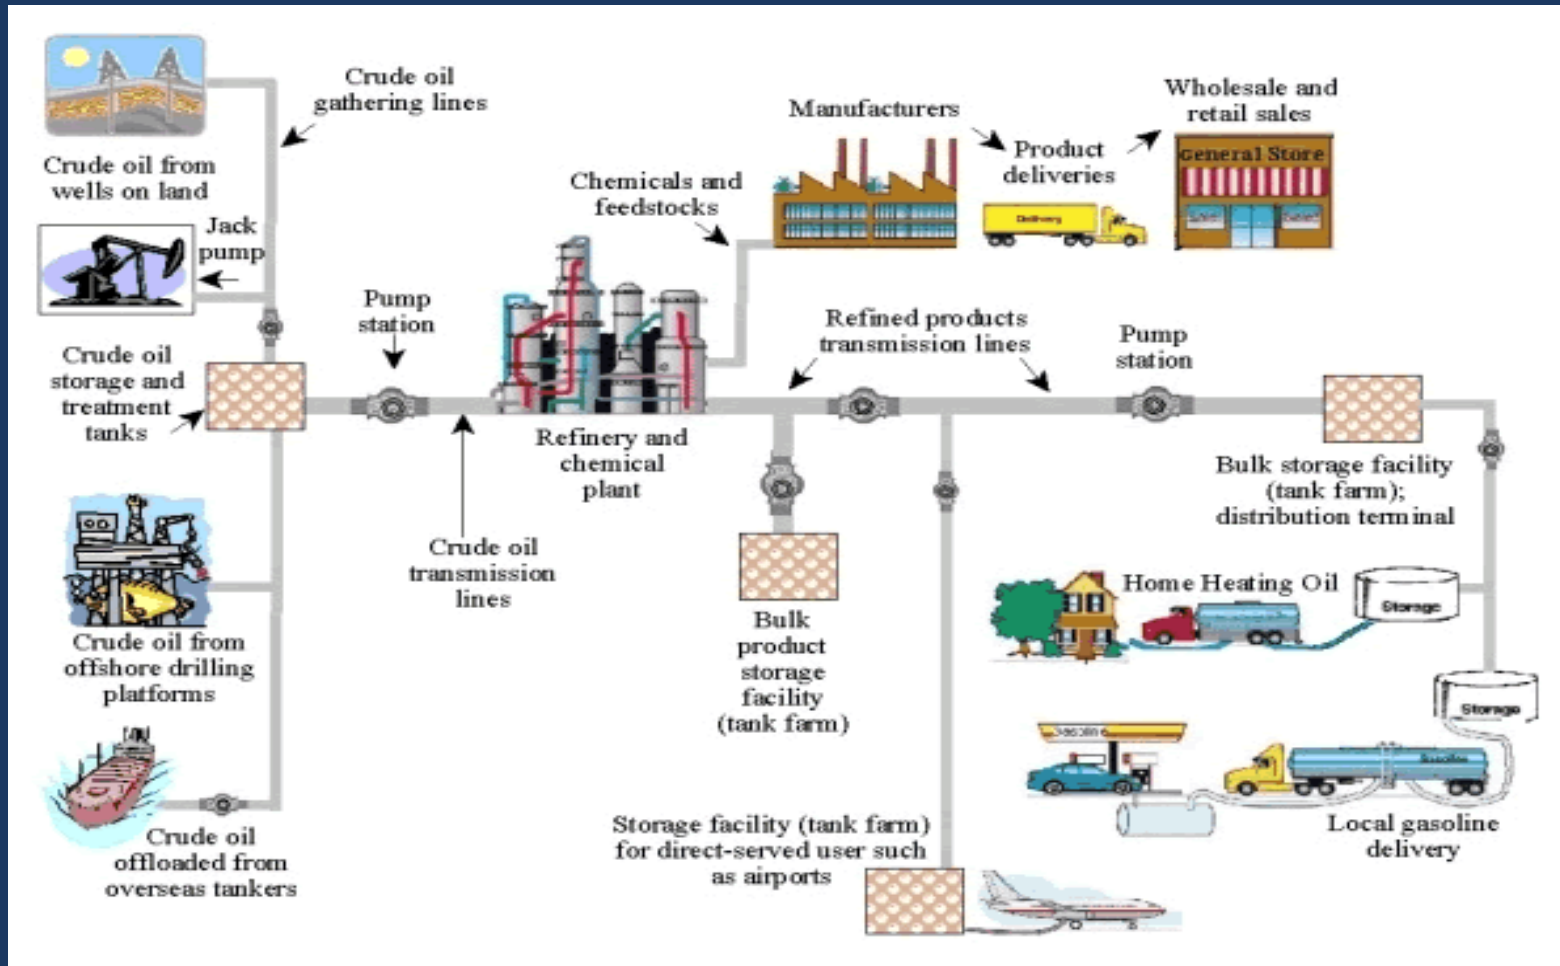 Crude oil
gathering lines
Crude oil from
wells on land
Jack
pump
Crude oil
storage and
treatment
tanks
Pump
station
Crude oil from
offshore drilling
platforms
Crude oil
offloaded from
overseas tankers
Crude oil
transmission
lines
Refinery and
chemical
plant
Chemicals and
feedstocks
Manufacturers
Product
deliveries
Delivery
Wholesale and
retail sales
General Store
Refined products
transmission lines
Pump
station
Bulk
product
storage
facility
(tank farm)
Storage facility (tank farm)
for direct-served user such
as airports
Bulk storage facility
(tank farm);
distribution terminal
Home Heating Oil
Storage
Storage
Gasoline
Local gasoline
delivery